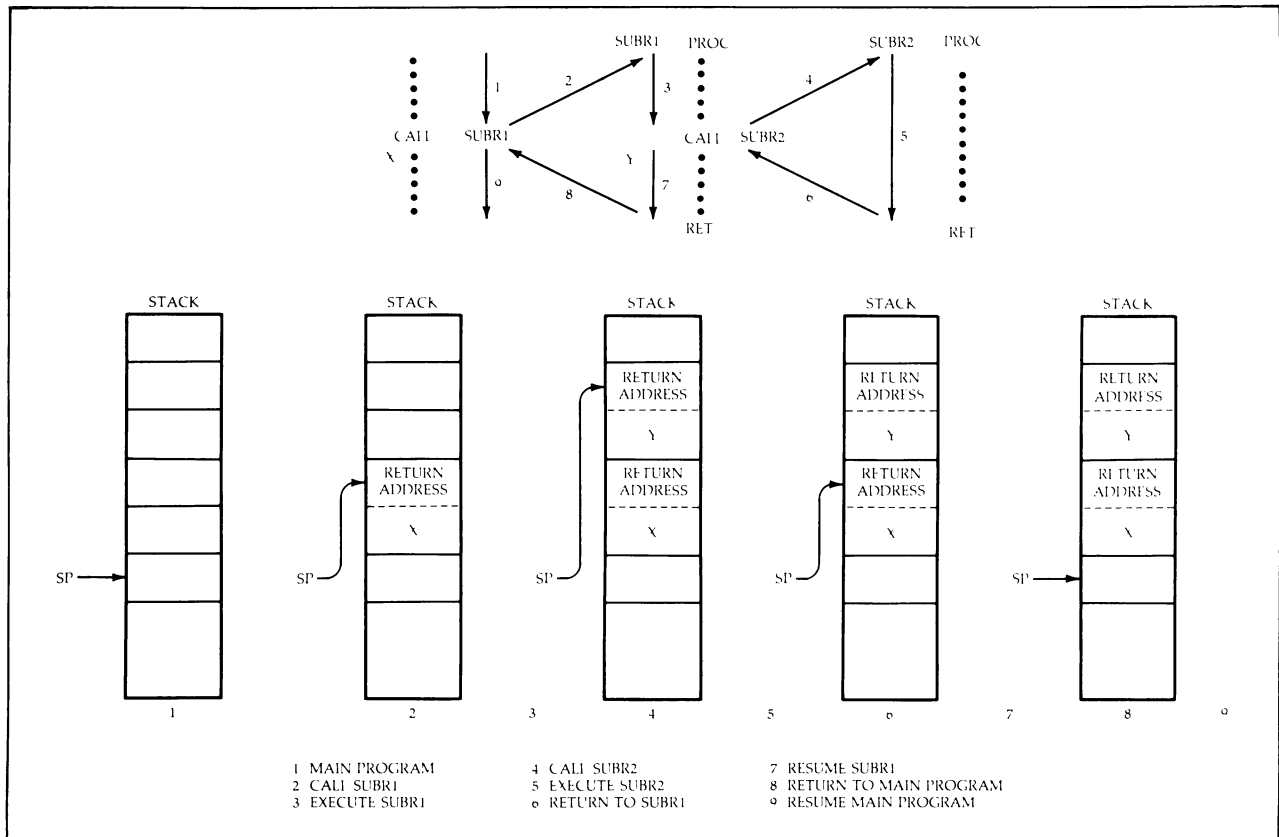 SUBR1 PROC SUBR2 PROC
1 2 3 4
CALL SUBR1 CALL SUBR2 5
X Y
9 8 7 6
RET RET
STACK STACK STACK STACK STACK
RETURN ADDRESS RETURN ADDRESS RETURN ADDRESS
Y Y Y
RETURN ADDRESS RETURN ADDRESS RETURN ADDRESS RETURN ADDRESS
X X X X
SP SP SP SP SP
1 2 3 4 5 6 7 8 9
1 MAIN PROGRAM 4 CALL SUBR2 7 RESUME SUBR1
2 CALL SUBR1 5 EXECUTE SUBR2 8 RETURN TO MAIN PROGRAM
3 EXECUTE SUBR1 6 RETURN TO SUBR1 9 RESUME MAIN PROGRAM